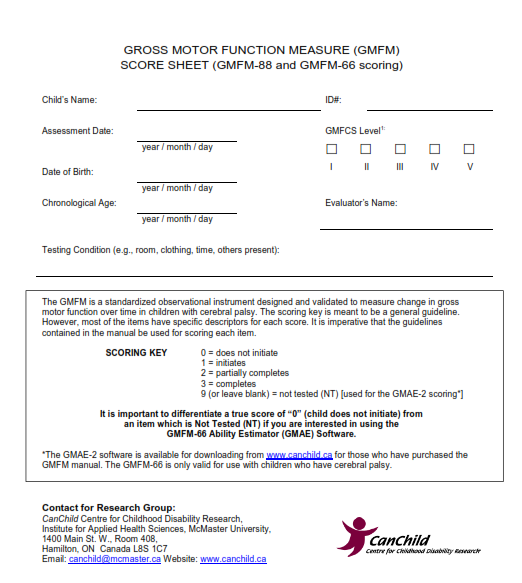 GROSS MOTOR FUNCTION MEASURE (GMFM)
SCORE SHEET (GMFM-88 and GMFM-66 scoring)
Child's Name: ID#:
Assessment Date: GMFCS Level1:
year / month / day
I II III IV V
Date of Birth:
year / month / day
Chronological Age: Evaluator's Name:
year / month / day
Testing Condition (e.g., room, clothing, time, others present):
The GMFM is a standardized observational instrument designed and validated to measure change in gross
motor function over time in children with cerebral palsy. The scoring key is meant to be a general guideline.
However, most of the items have specific descriptors for each score. It is imperative that the guidelines
contained in the manual be used for scoring each item.
SCORING KEY 0 = does not initiate
1 = initiates
2 = partially completes
3 = completes
9 (or leave blank) = not tested (NT) [used for the GMAE-2 scoring*]
It is important to differentiate a true score of "0" (child does not initiate) from
an item which is Not Tested (NT) if you are interested in using the
GMFM-66 Ability Estimator (GMAE) Software.
*The GMAE-2 software is available for downloading from www.canchild.ca for those who have purchased the
GMFM manual. The GMFM-66 is only valid for use with children who have cerebral palsy.
Contact for Research Group:
CanChild Centre for Childhood Disability Research,
Institute for Applied Health Sciences, McMaster University,
1400 Main St. W., Room 408,
Hamilton, ON Canada L8S 1C7
Email: canchild@mcmaster.ca Website: www.canchild.ca
CanChild
Centre for Childhood Disability Research